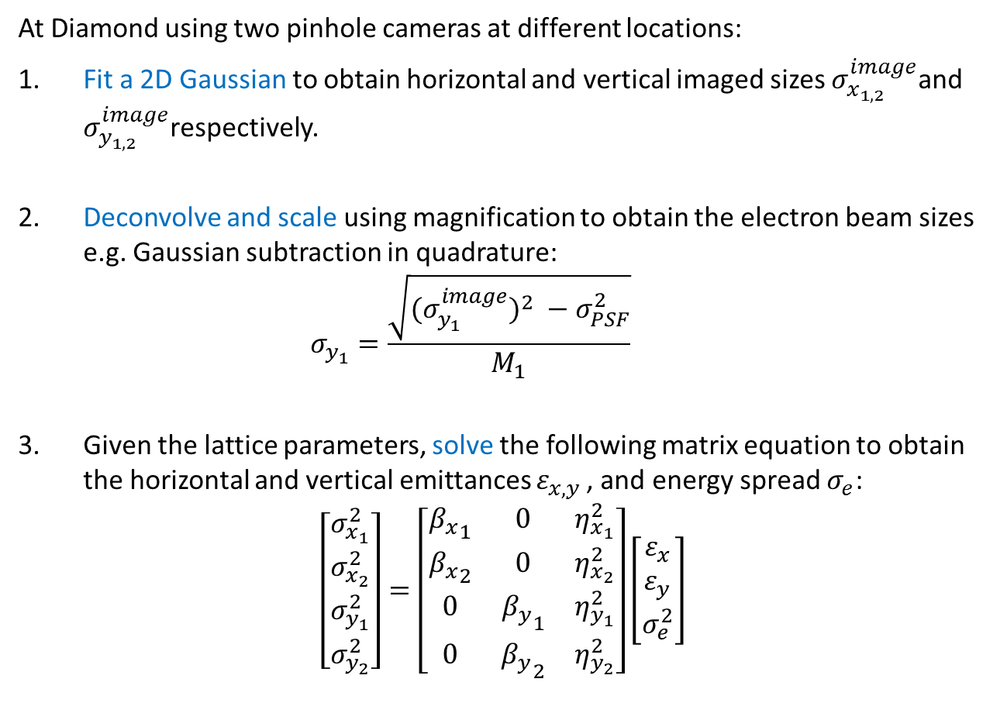 At Diamond using two pinhole cameras at different locations:
1. Fit a 2D Gaussian to obtain horizontal and vertical imaged sizes $\sigma_{x_{1,2}}^{image}$ and
$\sigma_{y_{1,2}}^{image}$ respectively.
2. Deconvolve and scale using magnification to obtain the electron beam sizes
e.g. Gaussian subtraction in quadrature:
$\sigma_{y_1} = \frac{\sqrt{(\sigma_{y_1}^{image})^2 - \sigma_{PSF}^2}}{M_1}$
3. Given the lattice parameters, solve the following matrix equation to obtain
the horizontal and vertical emittances $\varepsilon_{x,y}$ , and energy spread $\sigma_e$:
$\begin{bmatrix} \sigma_{x_1}^2 \\ \sigma_{x_2}^2 \\ \sigma_{y_1}^2 \\ \sigma_{y_2}^2 \end{bmatrix} = \begin{bmatrix} \beta_{x_1} & 0 & \eta_{x_1}^2 \\ \beta_{x_2} & 0 & \eta_{x_2}^2 \\ 0 & \beta_{y_1} & \eta_{y_1}^2 \\ 0 & \beta_{y_2} & \eta_{y_2}^2 \end{bmatrix} \begin{bmatrix} \varepsilon_x \\ \varepsilon_y \\ \sigma_e^2 \end{bmatrix}$